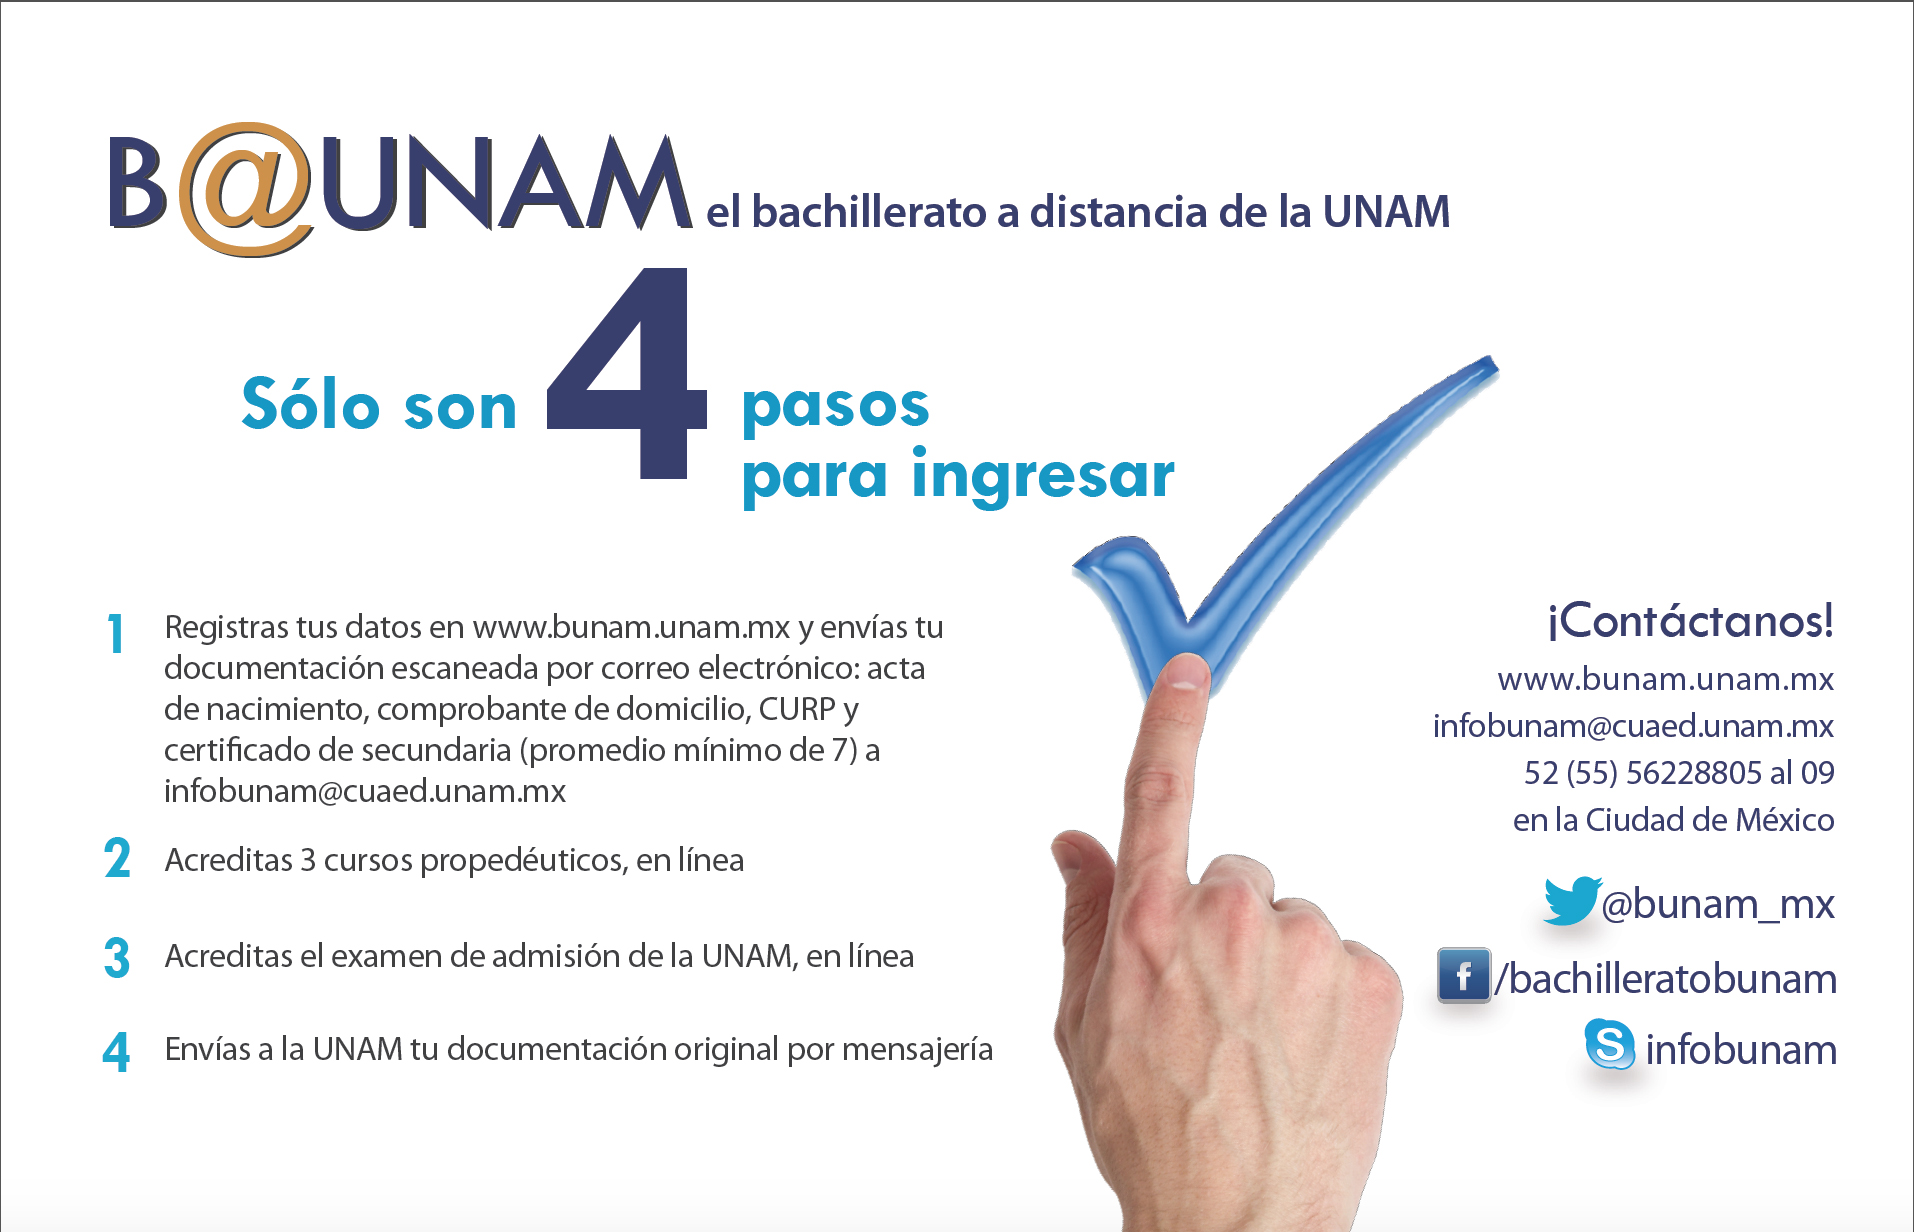 B@UNAM el bachillerato a distancia de la UNAM
Sólo son 4 pasos
para ingresar
1 Registras tus datos en www.bunam.unam.mx y envías tu
documentación escaneada por correo electrónico: acta
de nacimiento, comprobante de domicilio, CURP y
certificado de secundaria (promedio mínimo de 7) a
infobunam@cuaed.unam.mx
2 Acreditas 3 cursos propedéuticos, en línea
3 Acreditas el examen de admisión de la UNAM, en línea
4 Envías a la UNAM tu documentación original por mensajería
¡Contáctanos!
www.bunam.unam.mx
infobunam@cuaed.unam.mx
52 (55) 56228805 al 09
en la Ciudad de México
@bunam_mx
f /bachilleratobunam
S infobunam